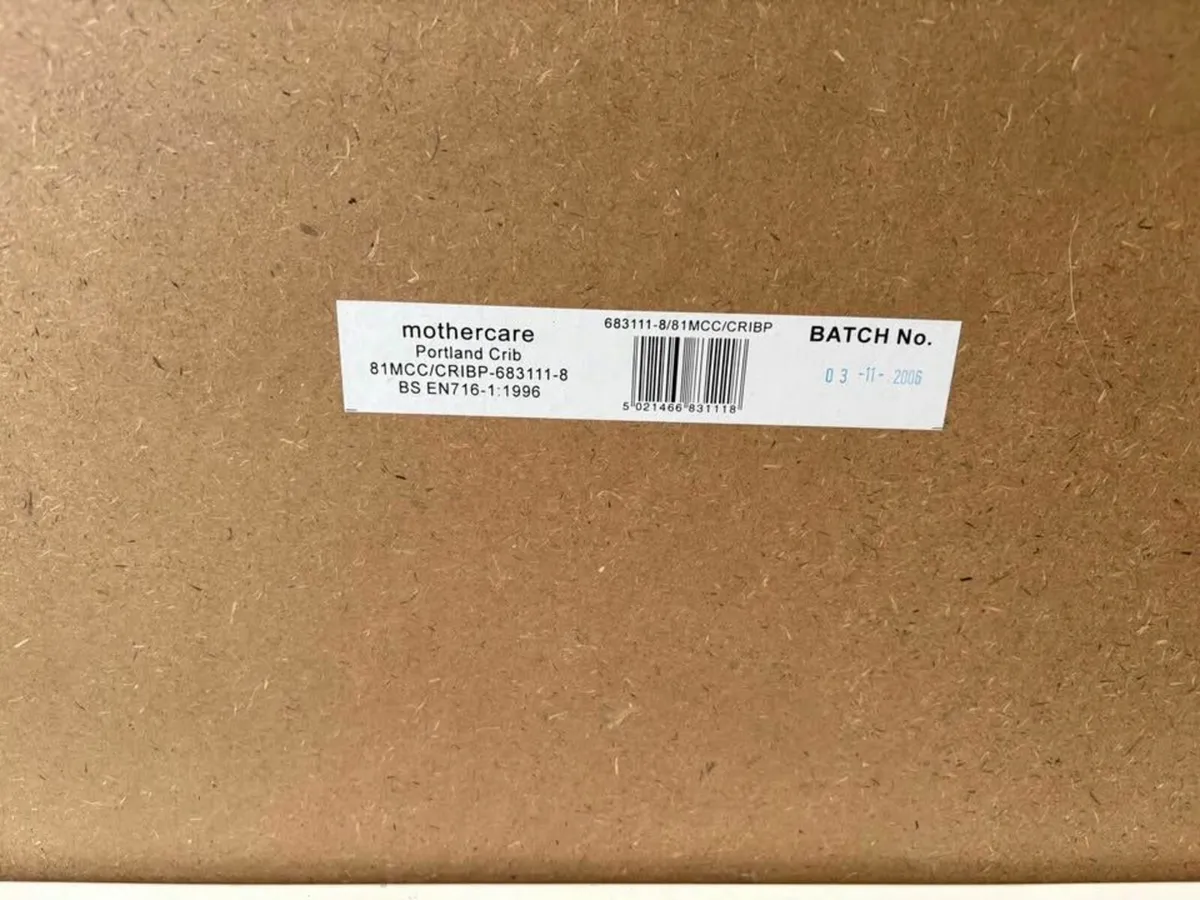 mothercare
Portland Crib
81MCC/CRIBP-683111-8
BS EN716-1:1996
683111-8/81MCC/CRIBP
5 021466 831118
BATCH No.
03 -11- 2006